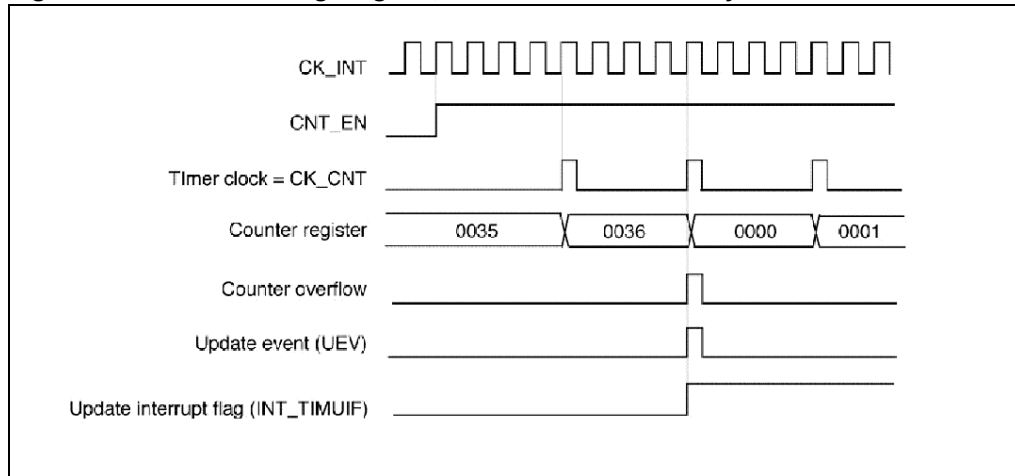 CK_INT
CNT_EN
TImer clock = CK_CNT
Counter register 0035 0036 0000 0001
Counter overflow
Update event (UEV)
Update interrupt flag (INT_TIMUIF)